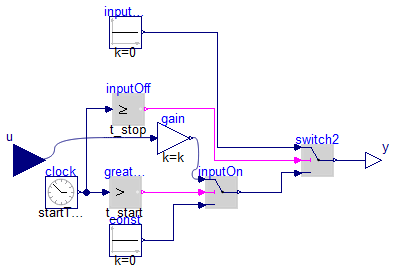 input...
k=0
inputOff
≥
t_stop
gain
k=k
u
y
switch2
clock
startT...
great...
>
t_start
inputOn
const
k=0